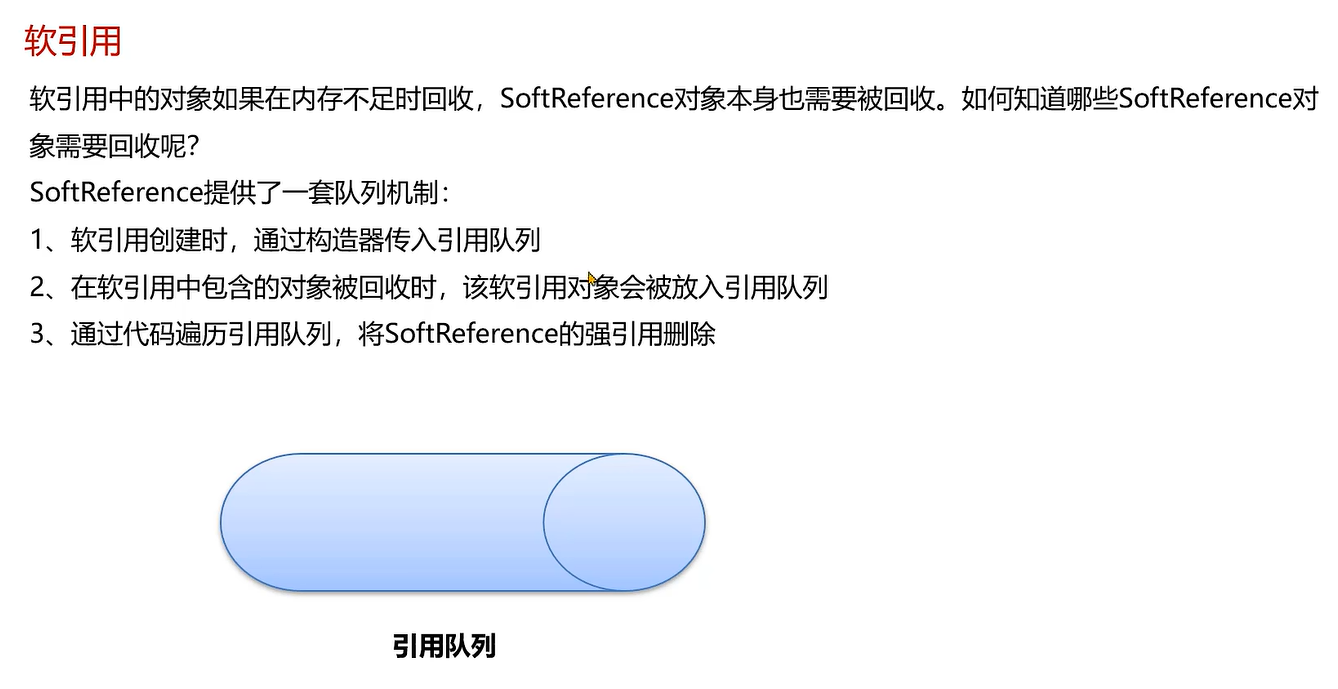 软引用
软引用中的对象如果在内存不足时回收，SoftReference对象本身也需要被回收。如何知道哪些SoftReference对
象需要回收呢？
SoftReference提供了一套队列机制：
1、软引用创建时，通过构造器传入引用队列
2、在软引用中包含的对象被回收时，该软引用对象会被放入引用队列
3、通过代码遍历引用队列，将SoftReference的强引用删除
引用队列